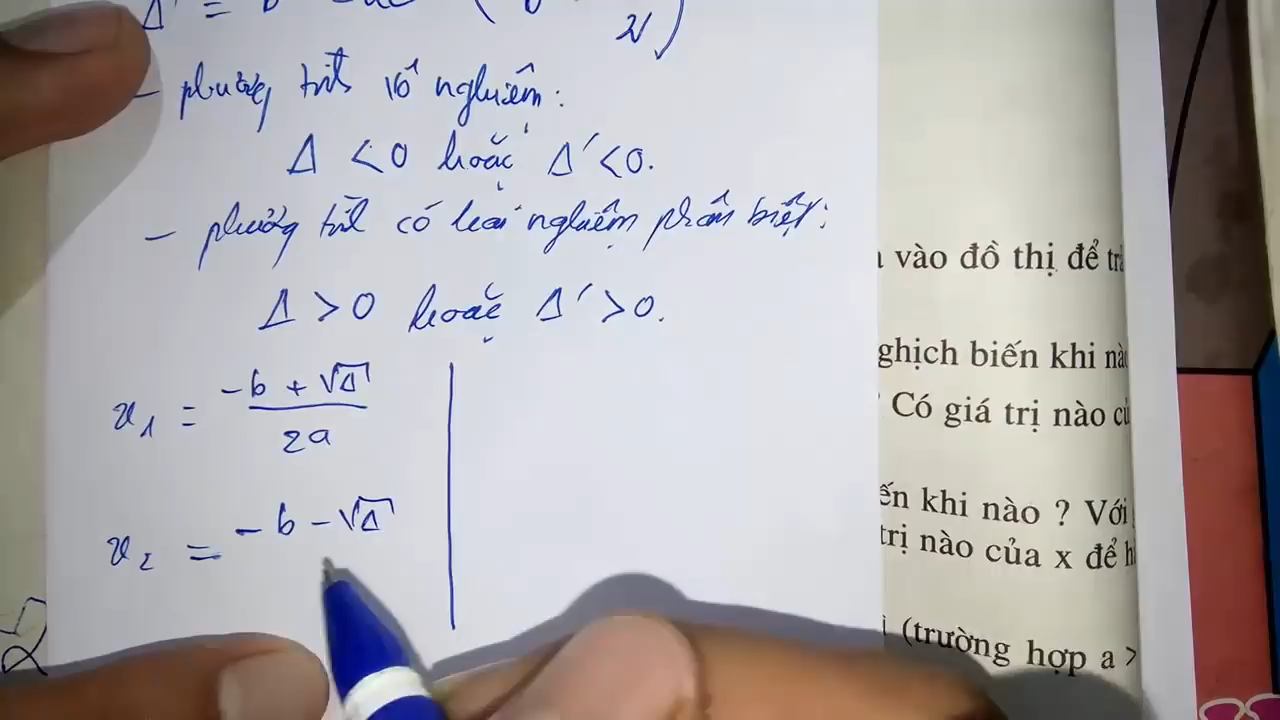 Δ' = b
2)
- phương trình vô nghiệm:
Δ < 0 hoặc Δ' < 0.
- phương trình có hai nghiệm phân biệt:
Δ > 0 hoặc Δ' > 0.
x₁ = (-b + √Δ) / 2a
x₂ = -b - √Δ
vào đồ thị để
ghịch biến khi nà
Có giá trị nào củ
ến khi nào ? Với
trị nào của x để h
(trường hợp a >